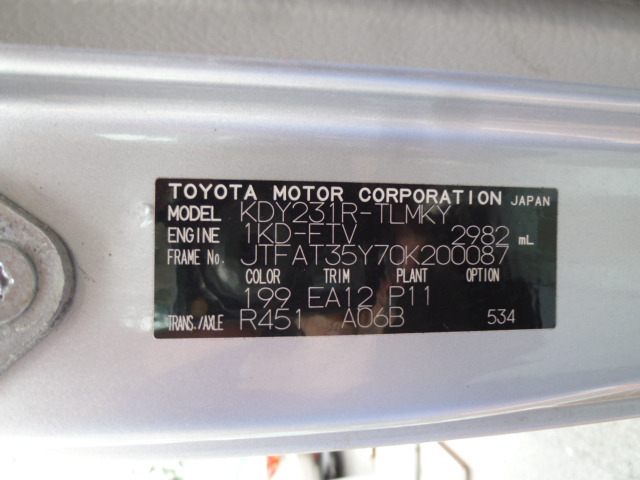 TOYOTA MOTOR CORPORATION JAPAN
MODEL KDY231R-TLMKY
ENGINE 1KD-FTV 2982 mL
FRAME No. JTFAT35Y70K200087
COLOR TRIM PLANT OPTION
199 EA12 P11
TRANS./AXLE R451 A06B 534